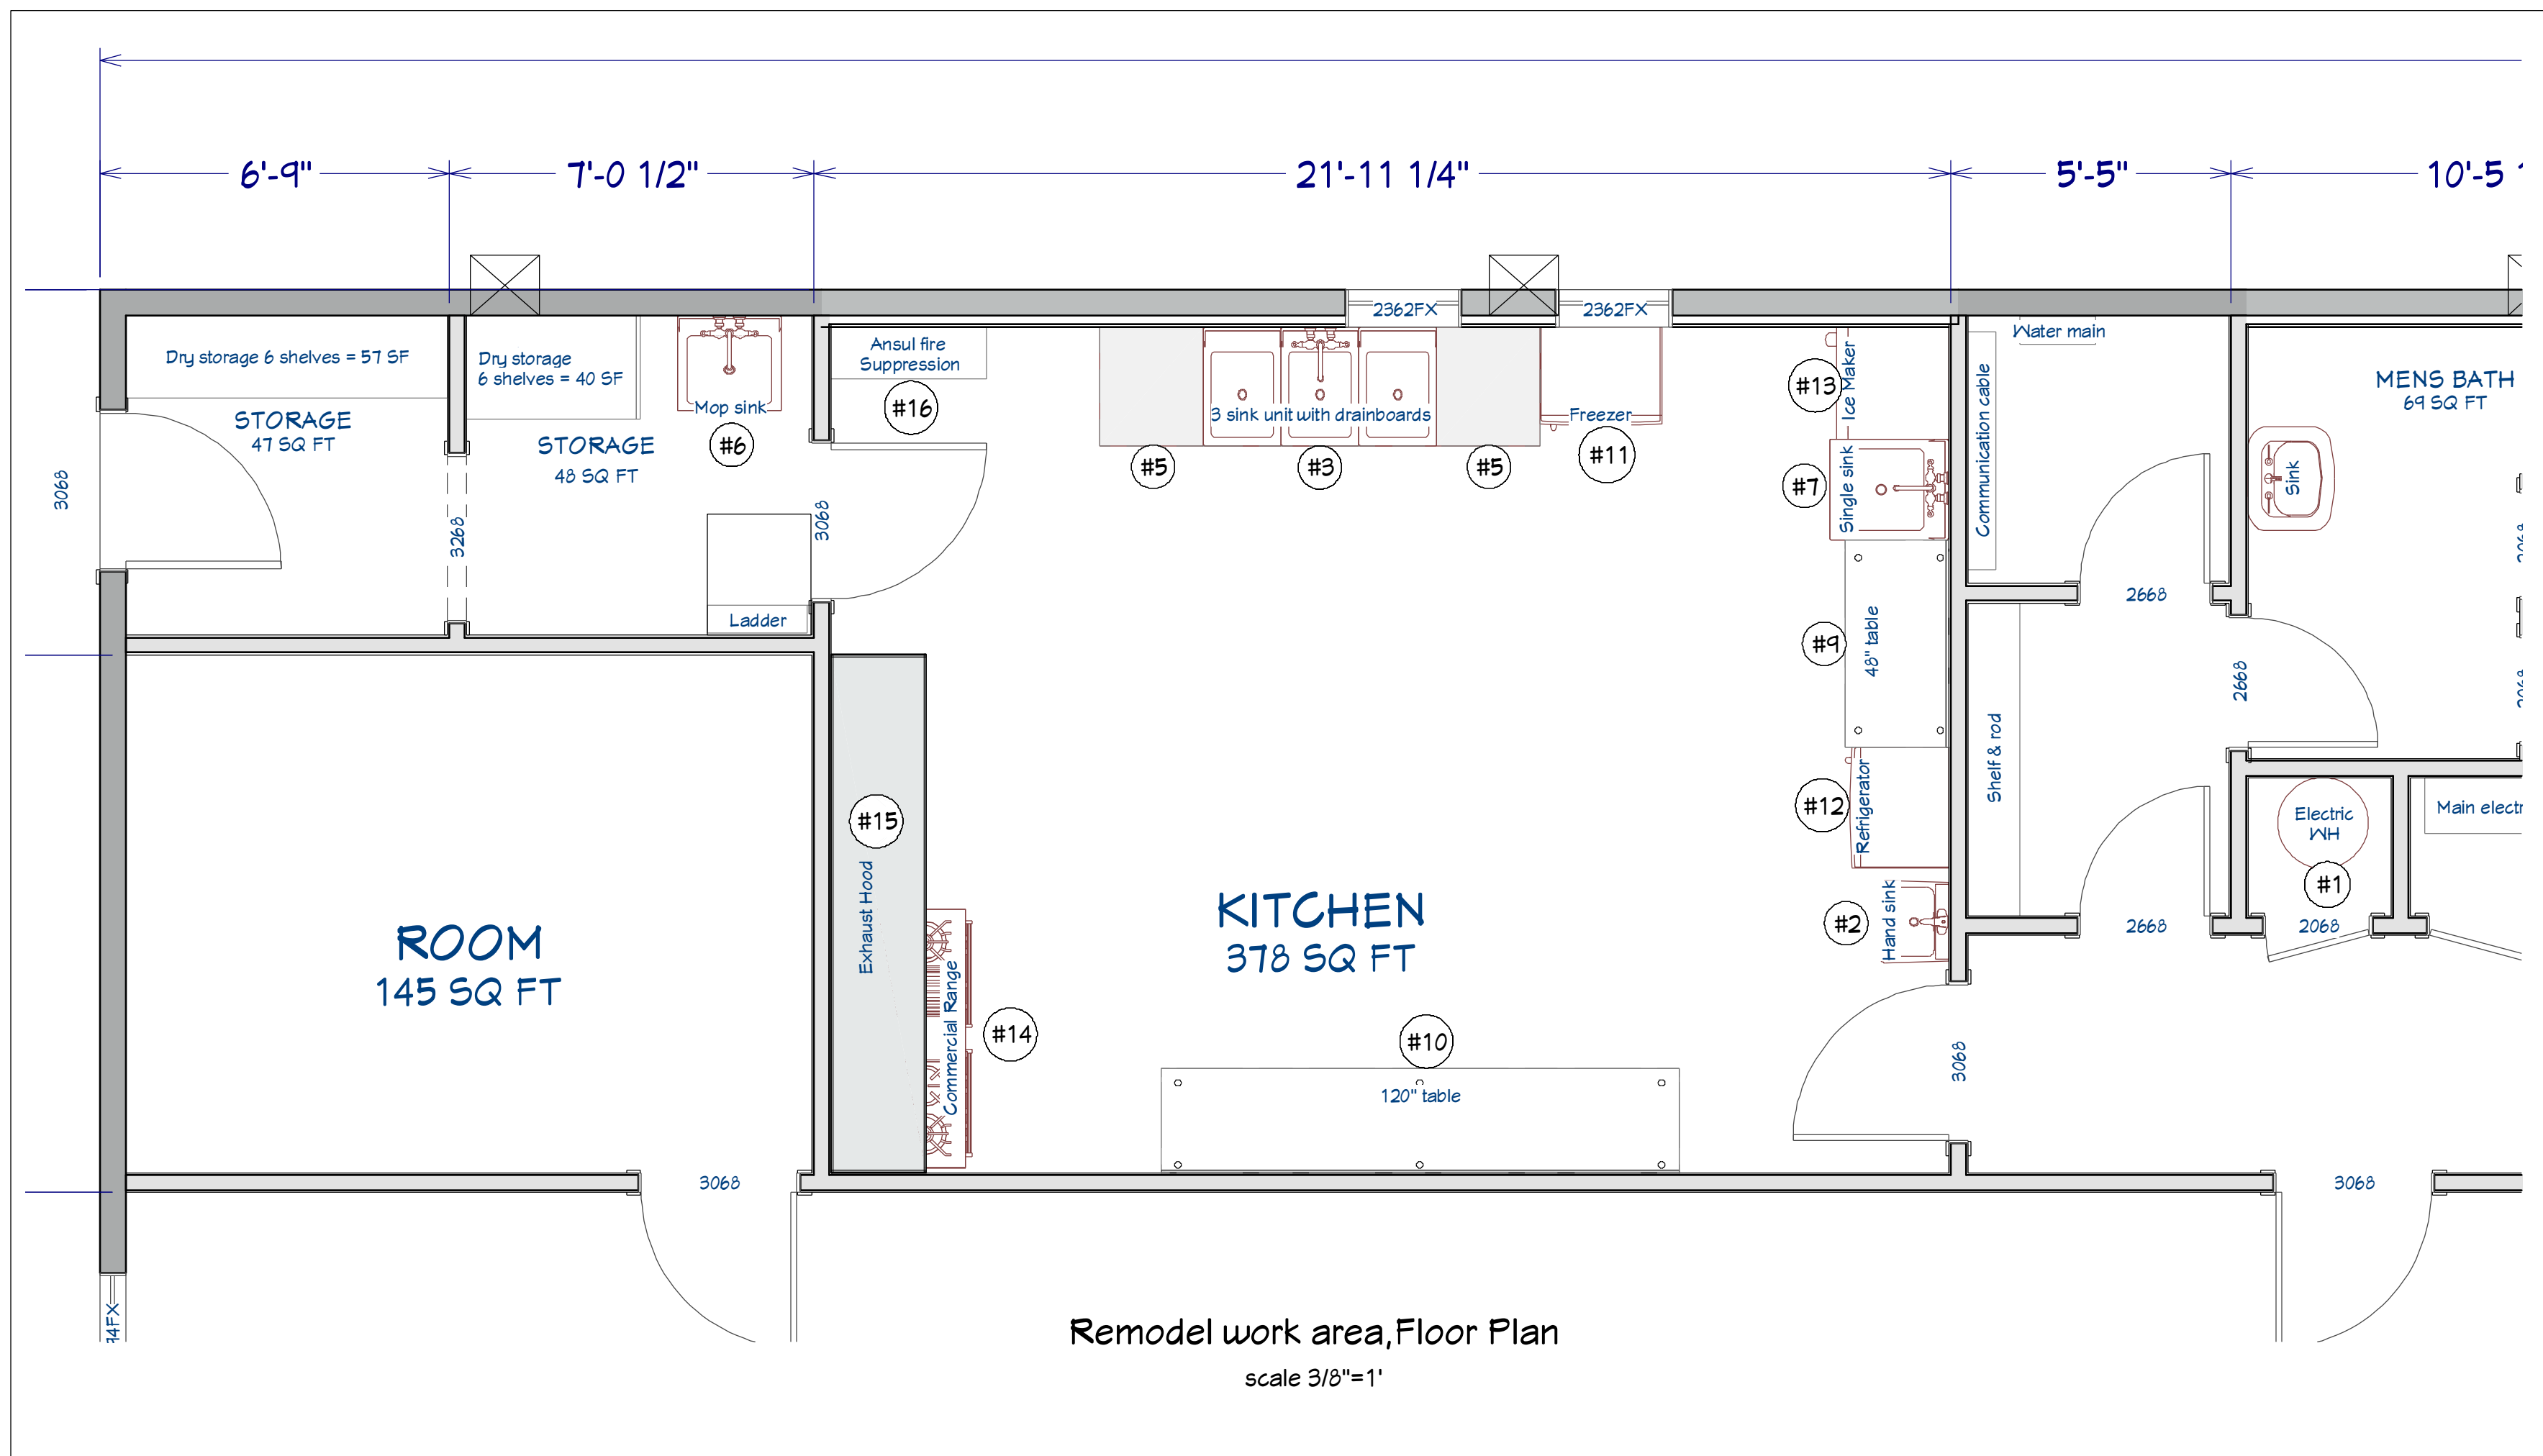 6'-9"
7'-0 1/2"
21'-11 1/4"
5'-5"
10'-5
2362FX
2362FX
Water main
Dry storage 6 shelves = 57 SF
STORAGE
47 SQ FT
Dry storage
6 shelves = 40 SF
STORAGE
48 SQ FT
Mop sink
#6
Ansul fire
Suppression
#16
3 sink unit with drainboards
#5
#3
#5
Freezer
#11
#13
Ice Maker
#7
Single sink
Communication cable
MENS BATH
69 SQ FT
Sink
3068
3268
3068
Ladder
#9
48" table
2668
2668
Shelf & rod
#12
Refrigerator
Electric
WH
#1
2068
Main electr
#15
Exhaust Hood
KITCHEN
378 SQ FT
#2
Hand sink
2668
ROOM
145 SQ FT
Commercial Range
#14
#10
120" table
3068
3068
3068
Remodel work area,Floor Plan
scale 3/8"=1'